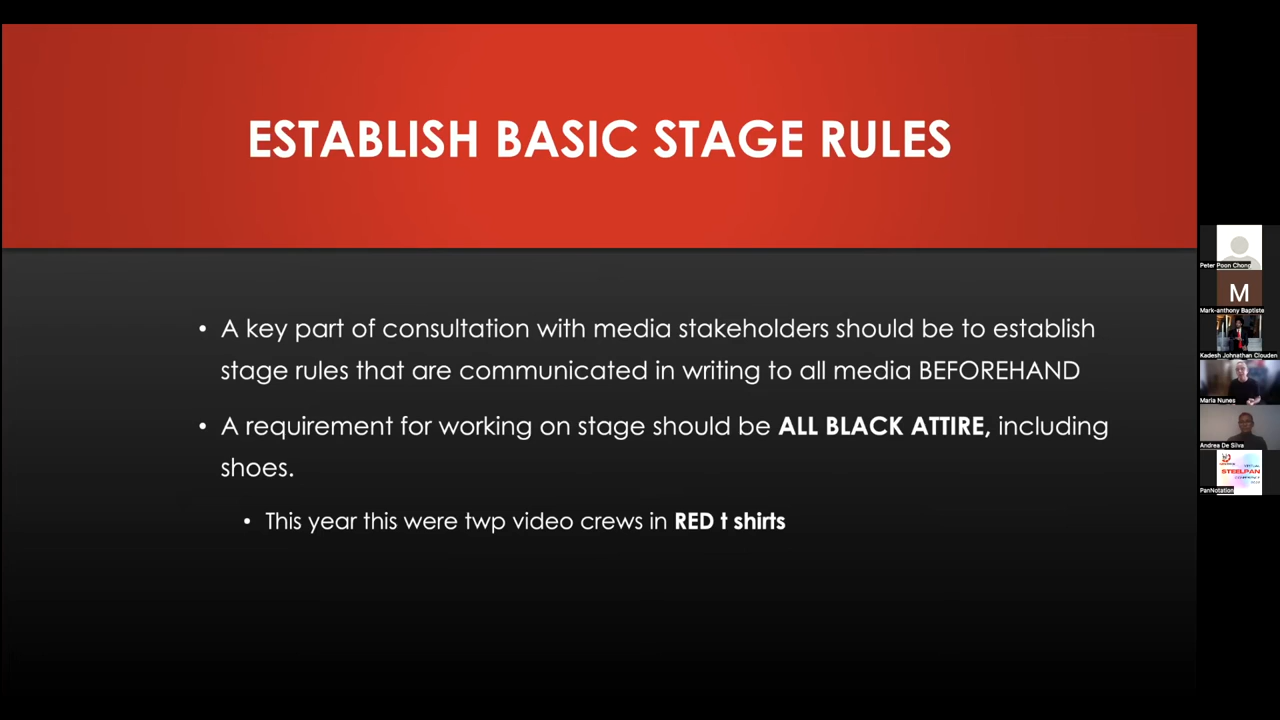 ESTABLISH BASIC STAGE RULES
• A key part of consultation with media stakeholders should be to establish
stage rules that are communicated in writing to all media BEFOREHAND
• A requirement for working on stage should be ALL BLACK ATTIRE, including
shoes.
• This year this were twp video crews in RED t shirts
Peter Poon Chong
M
Mark-anthony Baptiste
Kadesh Johnathan Clouden
Maria Nunes
Andrea De Silva
STEELPAN
PanNotation